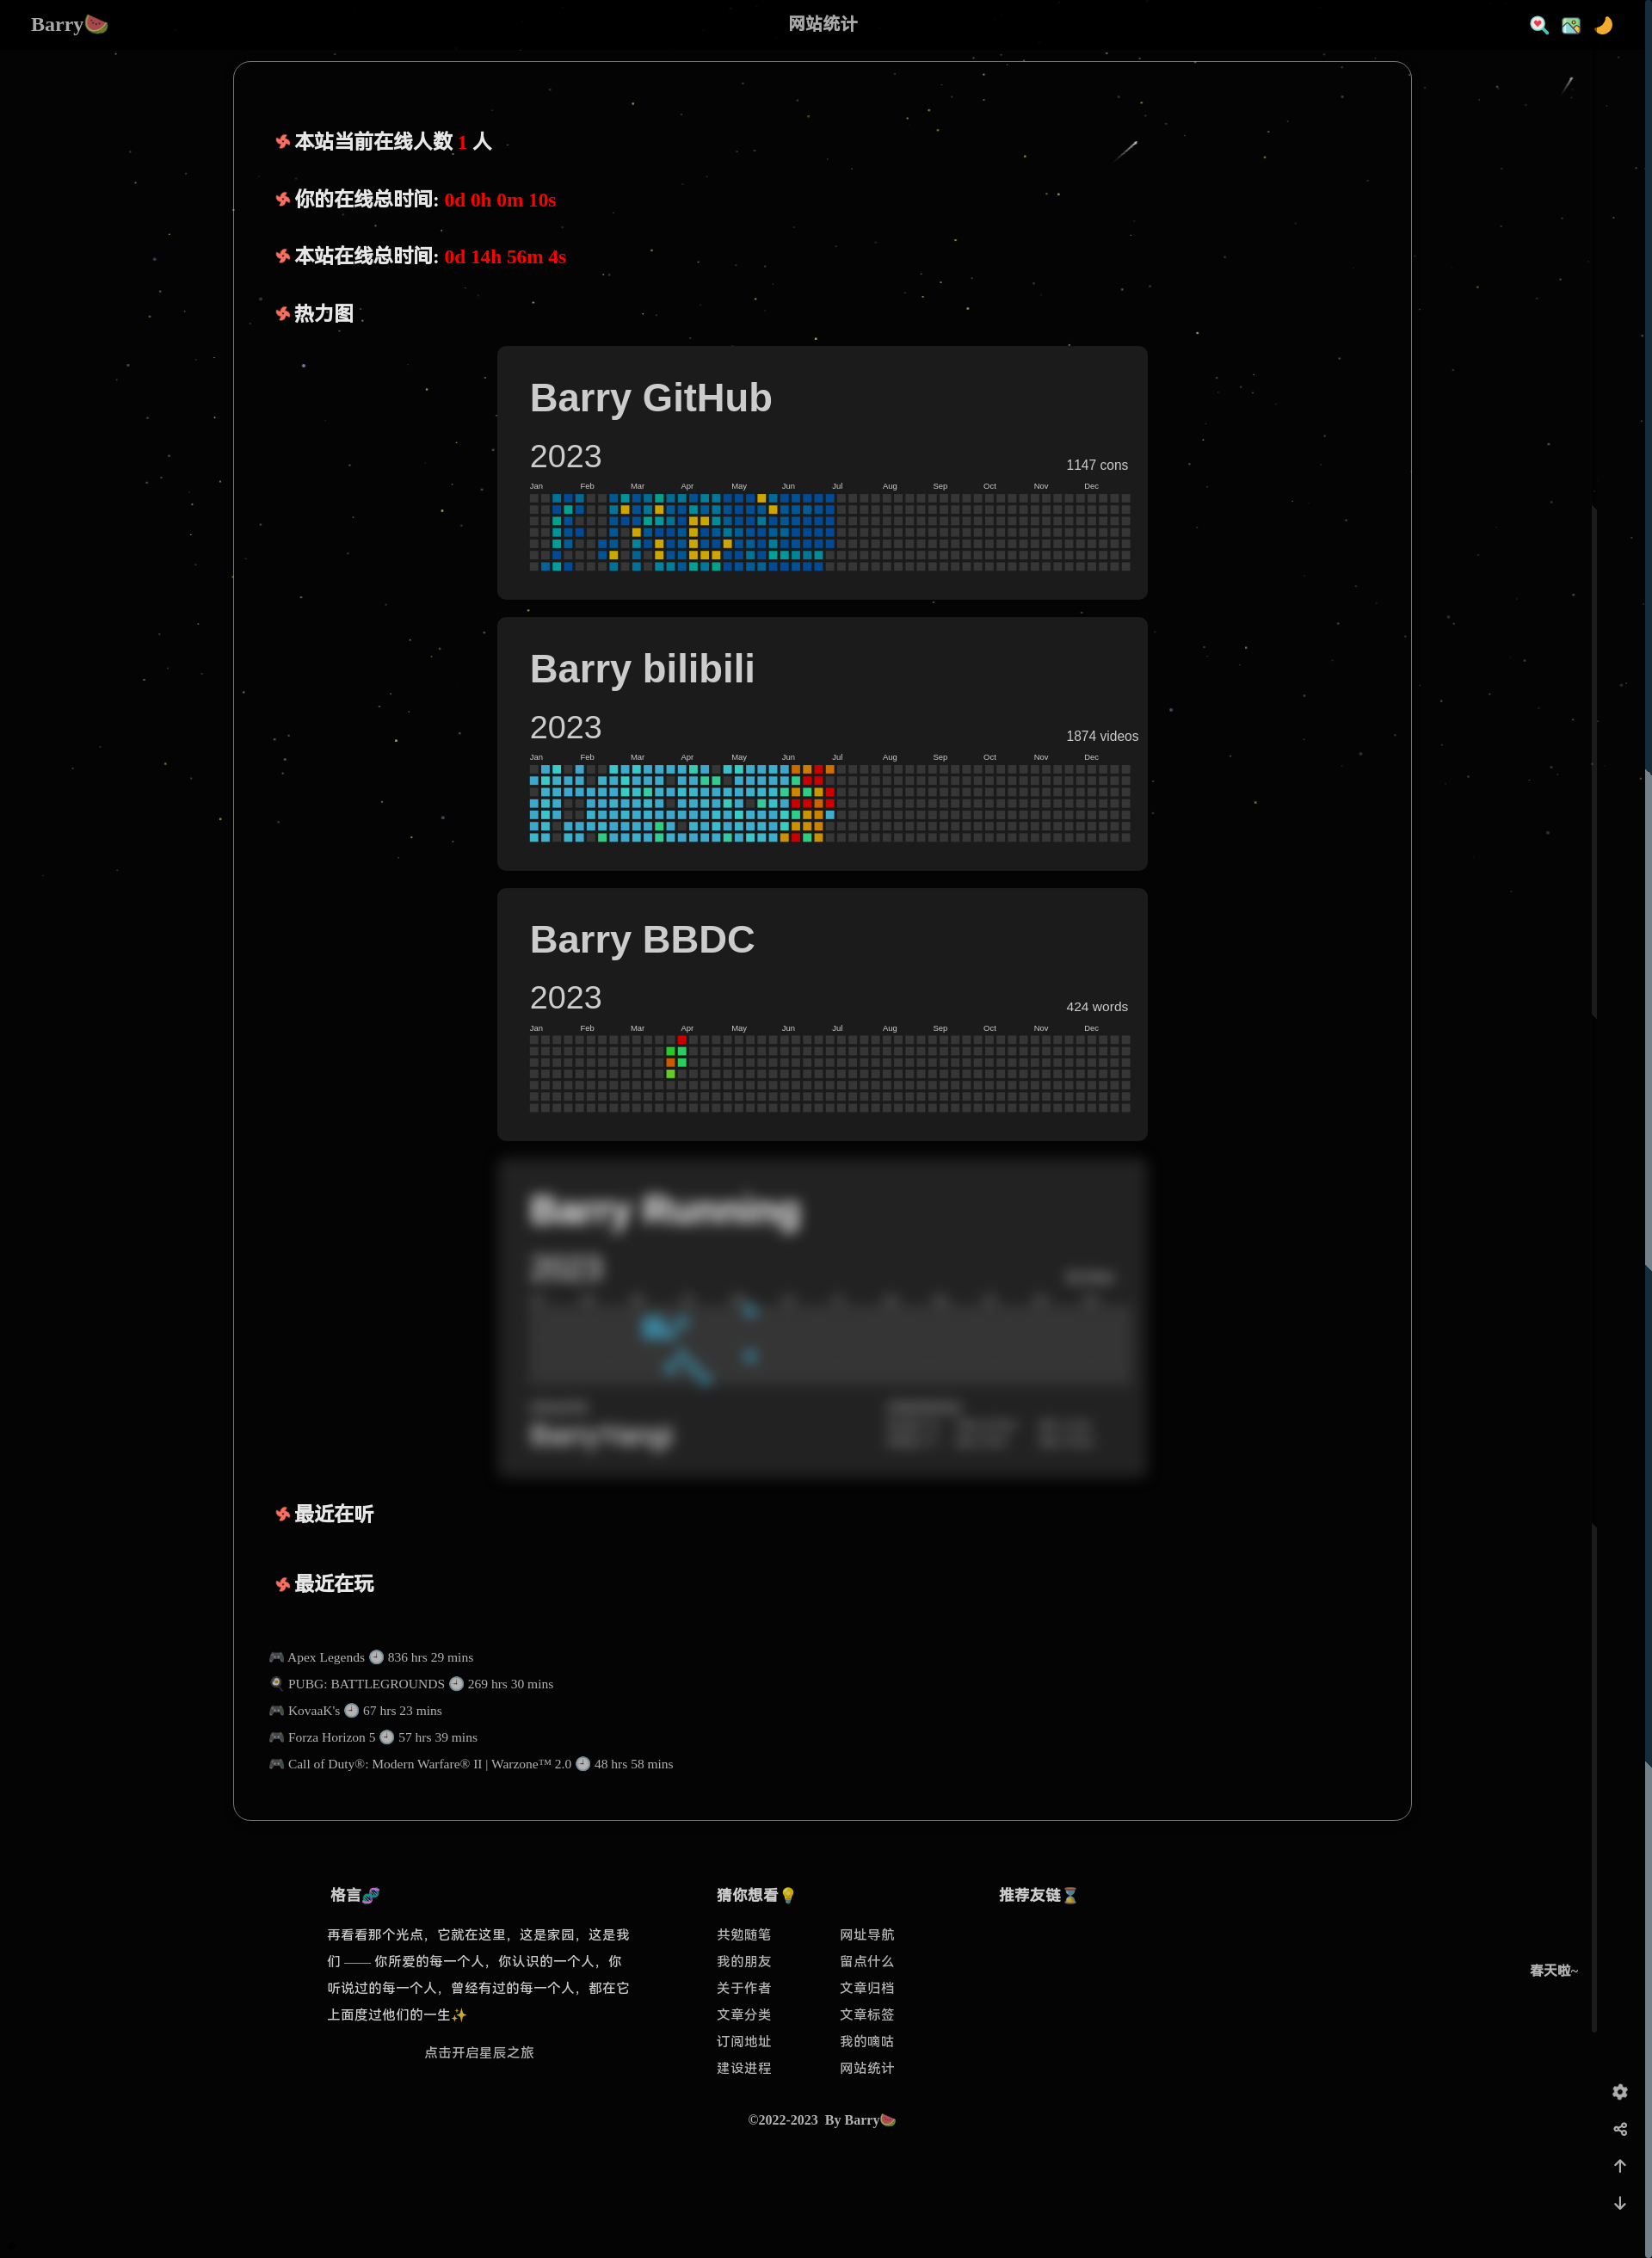 Barry🍉
网站统计
本站当前在线人数 1 人
你的在线总时间: 0d 0h 0m 10s
本站在线总时间: 0d 14h 56m 4s
热力图
Barry GitHub
2023
1147 cons
Jan Feb Mar Apr May Jun Jul Aug Sep Oct Nov Dec
Barry bilibili
2023
1874 videos
Jan Feb Mar Apr May Jun Jul Aug Sep Oct Nov Dec
Barry BBDC
2023
424 words
Jan Feb Mar Apr May Jun Jul Aug Sep Oct Nov Dec
Barry Running
2023
最近在听
最近在玩
🎮 Apex Legends 🕘 836 hrs 29 mins
🍳 PUBG: BATTLEGROUNDS 🕘 269 hrs 30 mins
🎮 KovaaK's 🕘 67 hrs 23 mins
🎮 Forza Horizon 5 🕘 57 hrs 39 mins
🎮 Call of Duty®: Modern Warfare® II | Warzone™ 2.0 🕘 48 hrs 58 mins
格言🧬
再看看那个光点，它就在这里，这是家园，这是我
们 —— 你所爱的每一个人，你认识的一个人，你
听说过的每一个人，曾经有过的每一个人，都在它
上面度过他们的一生✨
点击开启星辰之旅
猜你想看💡
共勉随笔 网址导航
我的朋友 留点什么
关于作者 文章归档
文章分类 文章标签
订阅地址 我的嘀咕
建设进程 网站统计
推荐友链⌛
春天啦~
©2022-2023 By Barry🍉